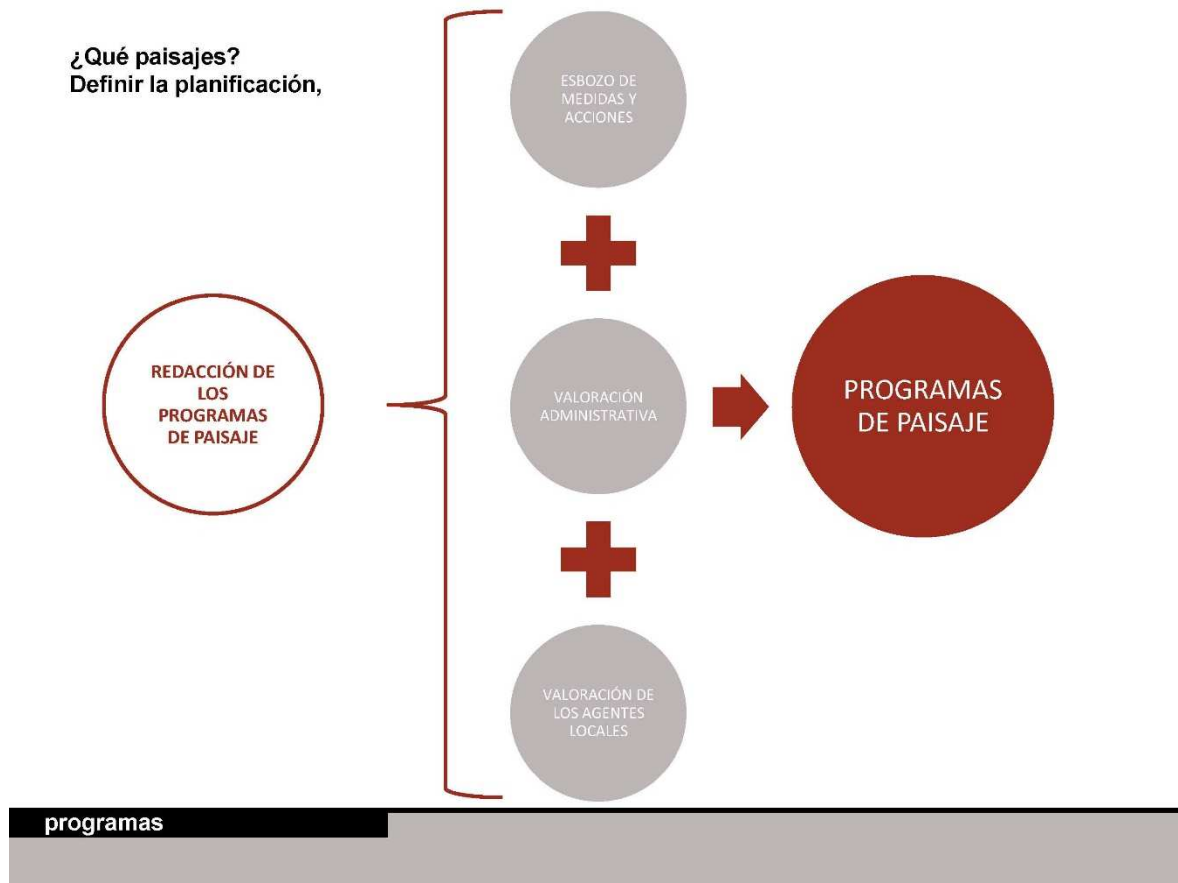 ¿Qué paisajes?
Definir la planificación,
ESBOZO DE
MEDIDAS Y
ACCIONES
REDACCIÓN DE
LOS
PROGRAMAS
DE PAISAJE
VALORACIÓN
ADMINISTRATIVA
PROGRAMAS
DE PAISAJE
VALORACIÓN DE
LOS AGENTES
LOCALES
programas